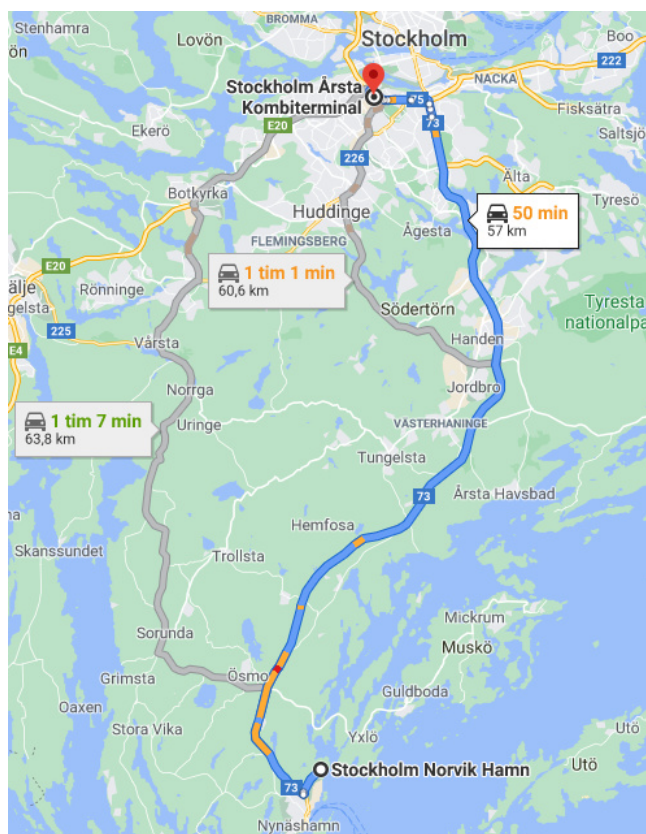 Stenhamra
BROMMA
Stockholm
Boo
Lovön
ön
222
Stockholm Årsta
Kombiterminal
NACKA
75
Fisksätra
73
Ekerö
E20
226
Saltsjö
Älta
Botkyrka
Tyresö
Huddinge
50 min
57 km
Ågesta
FLEMINGSBERG
E20
1 tim 1 min
60,6 km
älje
Rönninge
gelsta
Södertörn
Tyresta
nationalpa
225
Handen
E4
Vårsta
Jordbro
Norrga
1 tim 7 min
63,8 km
Uringe
VÄSTERHANINGE
Tungelsta
73
Årsta Havsbad
Hemfosa
Skanssundet
Trollsta
Mickrum
Sorunda
Muskö
Ösmo
Grimsta
Guldboda
Oaxen
Stora Vika
Yxlö
Utö
Stockholm Norvik Hamn
Utö
73
Nynäshamn